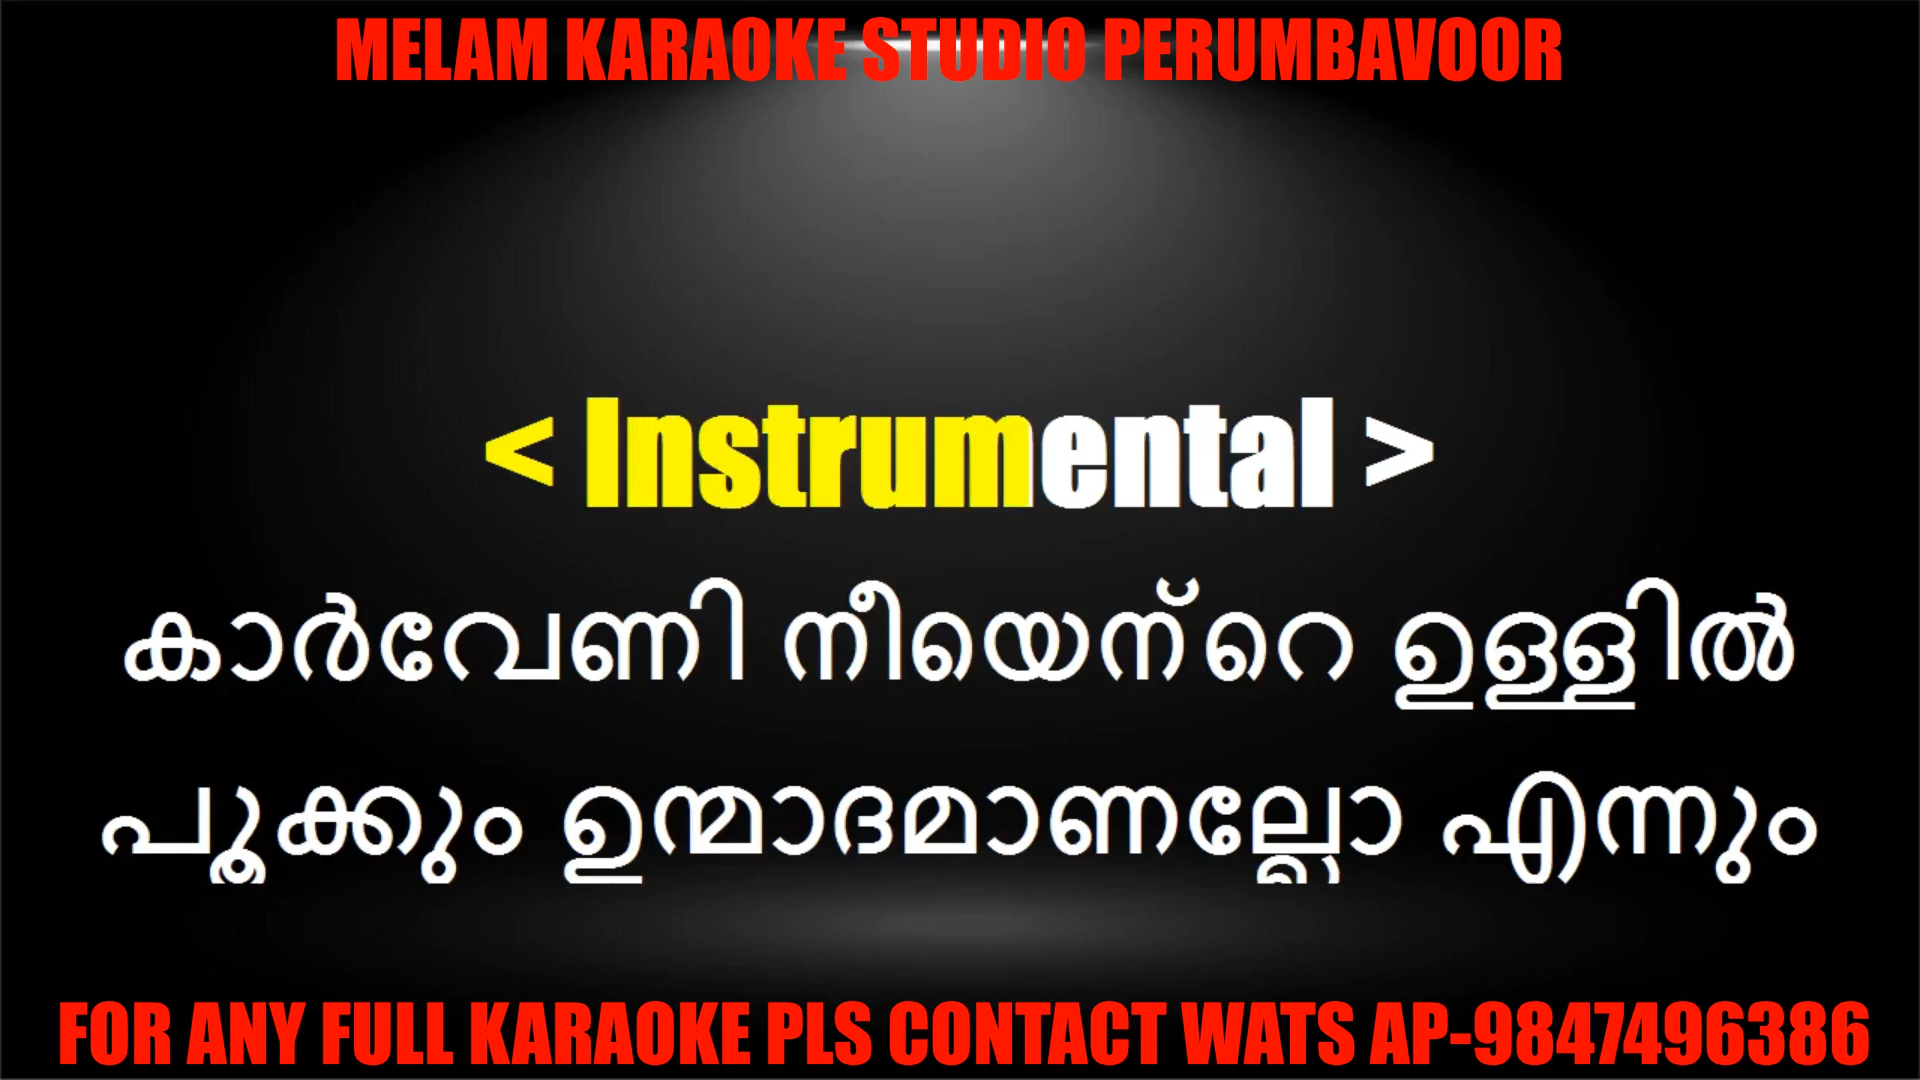 MELAM KARAOKE STUDIO PERUMBAVOOR
< Instrumental >
കാർവേണി നീയെന്‍റെ ഉള്ളിൽ
പൂക്കും ഉന്മാദമാണല്ലോ എന്നും
FOR ANY FULL KARAOKE PLS CONTACT WATS AP-9847496386